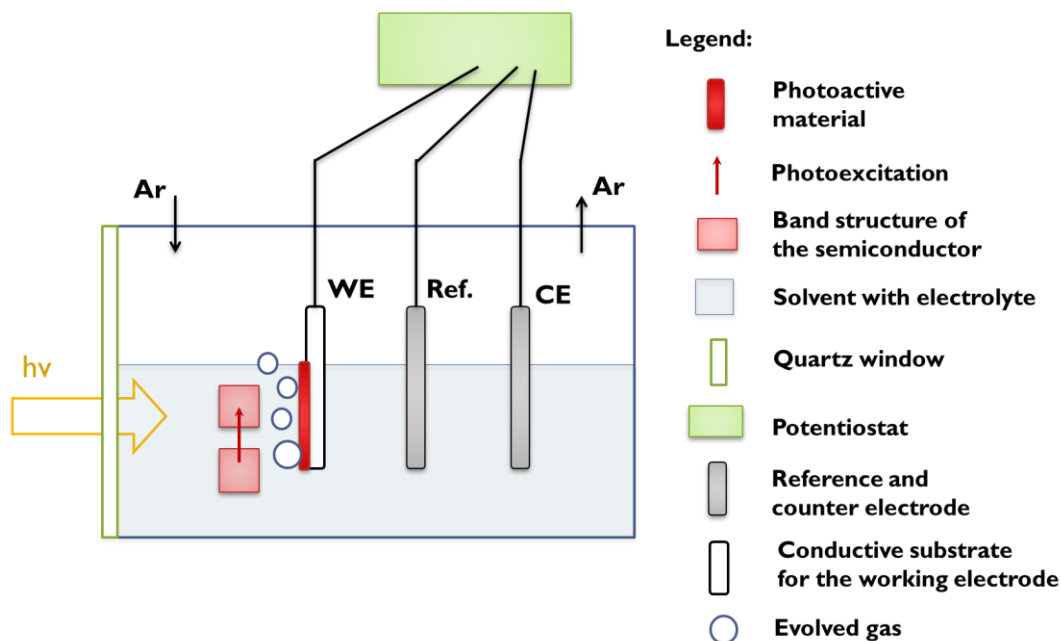 Legend:
Photoactive
material
Photoexcitation
Band structure of
the semiconductor
Solvent with electrolyte
Quartz window
Potentiostat
Reference and
counter electrode
Conductive substrate
for the working electrode
Evolved gas
Ar
Ar
WE
Ref.
CE
hν